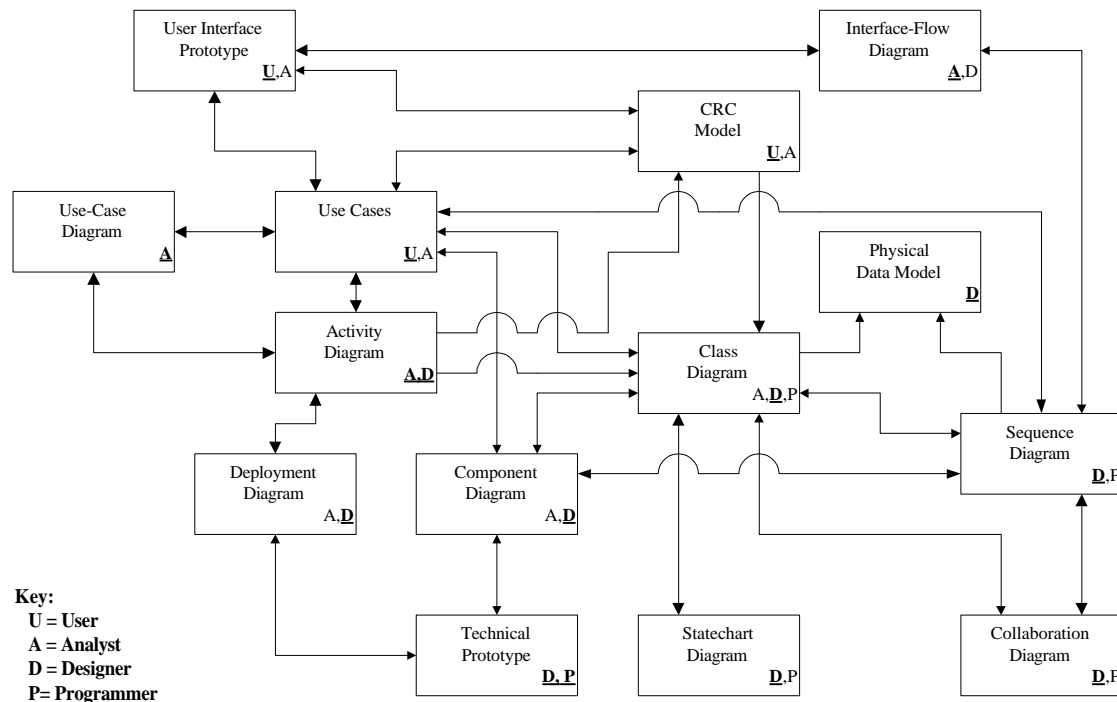 User Interface
Prototype
U,A
Interface-Flow
Diagram
A,D
CRC
Model
U,A
Use-Case
Diagram
A
Use Cases
U,A
Physical
Data Model
D
Activity
Diagram
A,D
Class
Diagram
A,D,P
Sequence
Diagram
D,P
Deployment
Diagram
A,D
Component
Diagram
A,D
Key:
U = User
A = Analyst
D = Designer
P= Programmer
Technical
Prototype
D, P
Statechart
Diagram
D,P
Collaboration
Diagram
D,P